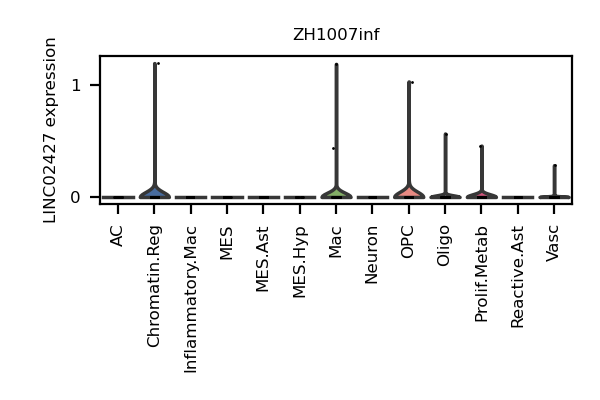 ZH1007inf
LINC02427 expression
1
0
AC
Chromatin.Reg
Inflammatory.Mac
MES
MES.Ast
MES.Hyp
Mac
Neuron
OPC
Oligo
Prolif.Metab
Reactive.Ast
Vasc